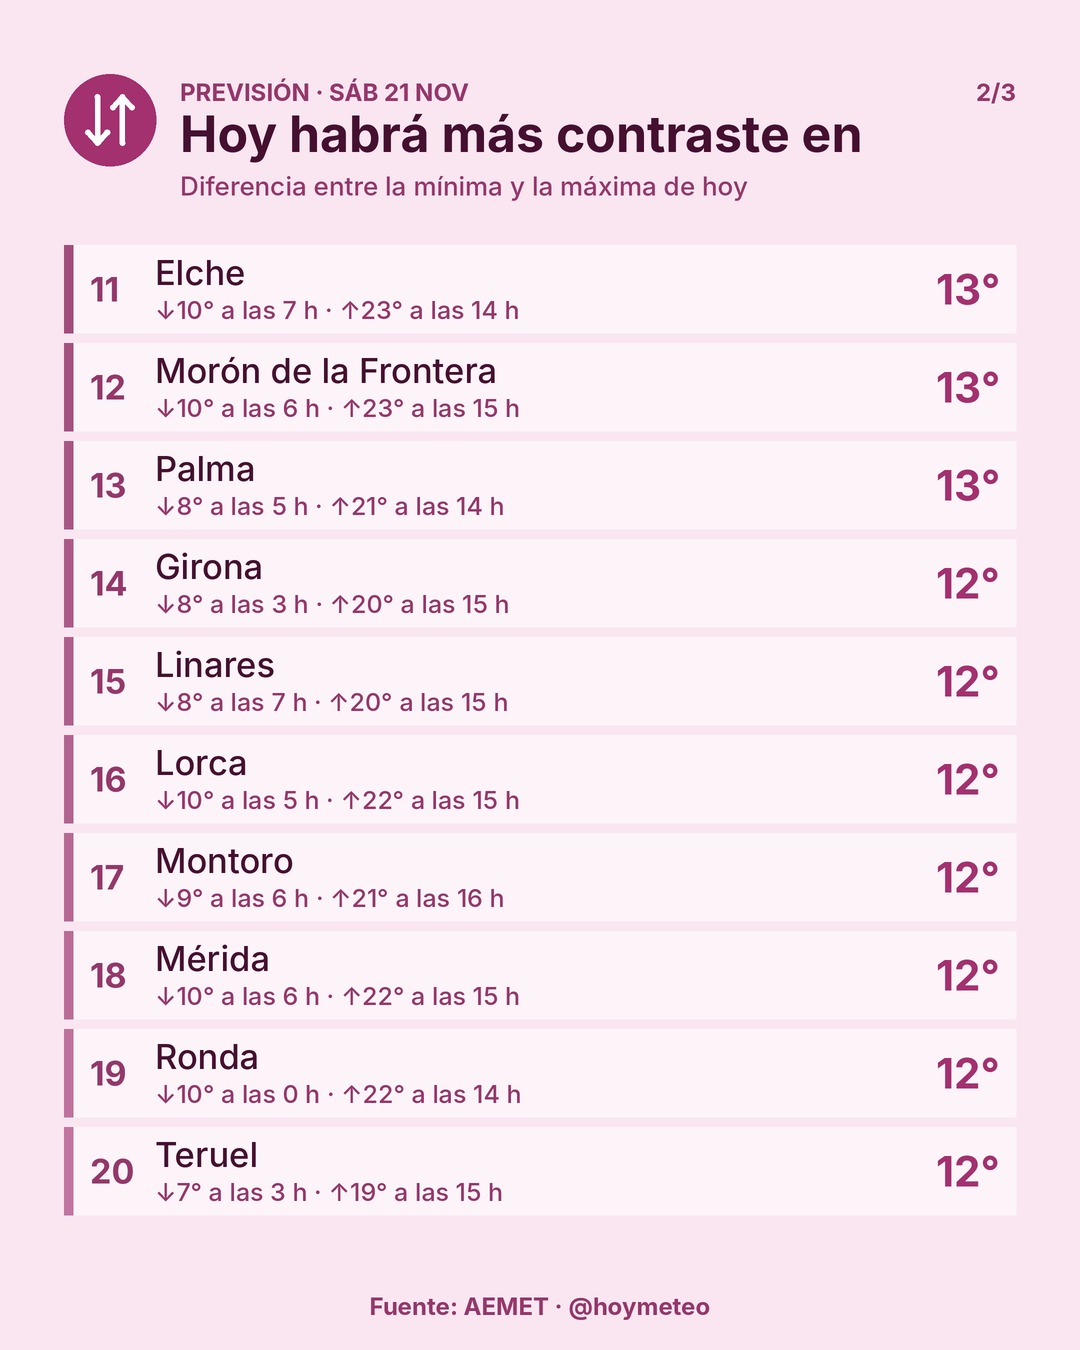 PREVISIÓN · SÁB 21 NOV
2/3
Hoy habrá más contraste en
Diferencia entre la mínima y la máxima de hoy
11
Elche
↓10° a las 7 h · ↑23° a las 14 h
13°
12
Morón de la Frontera
↓10° a las 6 h · ↑23° a las 15 h
13°
13
Palma
↓8° a las 5 h · ↑21° a las 14 h
13°
14
Girona
↓8° a las 3 h · ↑20° a las 15 h
12°
15
Linares
↓8° a las 7 h · ↑20° a las 15 h
12°
16
Lorca
↓10° a las 5 h · ↑22° a las 15 h
12°
17
Montoro
↓9° a las 6 h · ↑21° a las 16 h
12°
18
Mérida
↓10° a las 6 h · ↑22° a las 15 h
12°
19
Ronda
↓10° a las 0 h · ↑22° a las 14 h
12°
20
Teruel
↓7° a las 3 h · ↑19° a las 15 h
12°
Fuente: AEMET · @hoymeteo